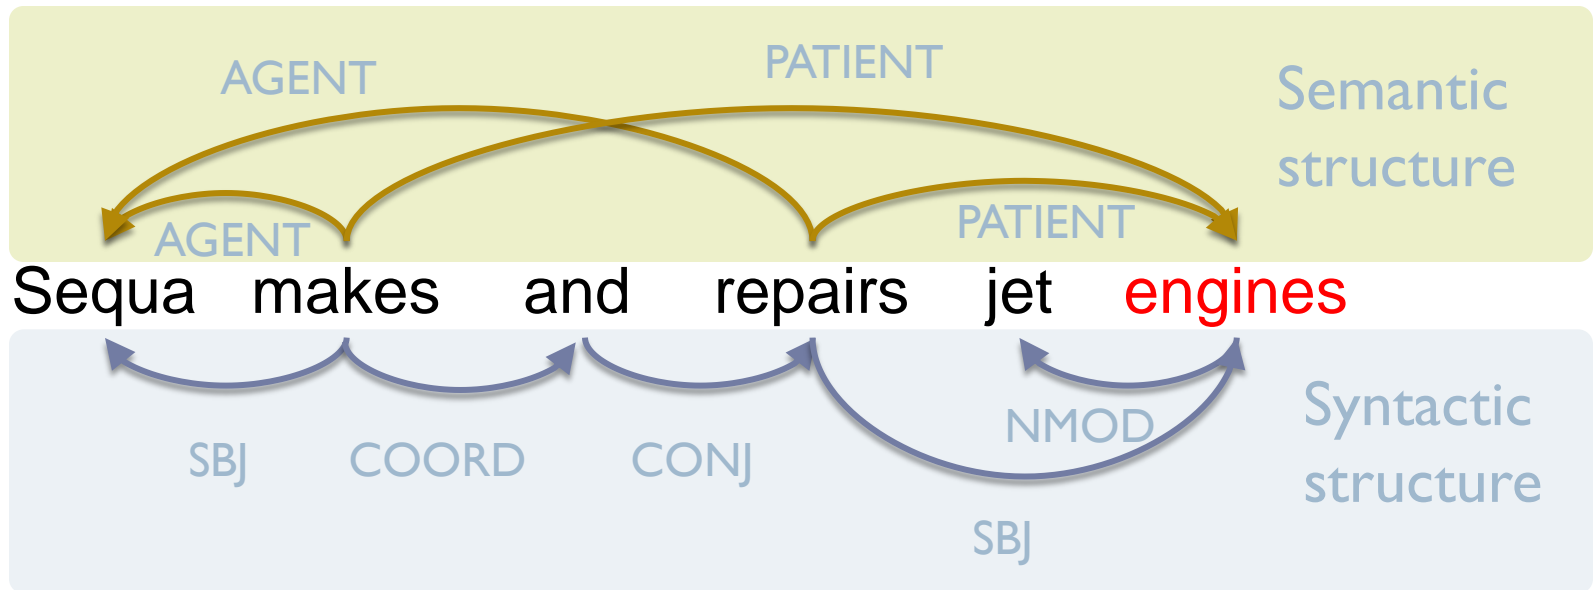 AGENT
PATIENT
Semantic
structure
AGENT
PATIENT
Sequa makes and repairs jet engines
SBJ
COORD
CONJ
NMOD
SBJ
Syntactic
structure